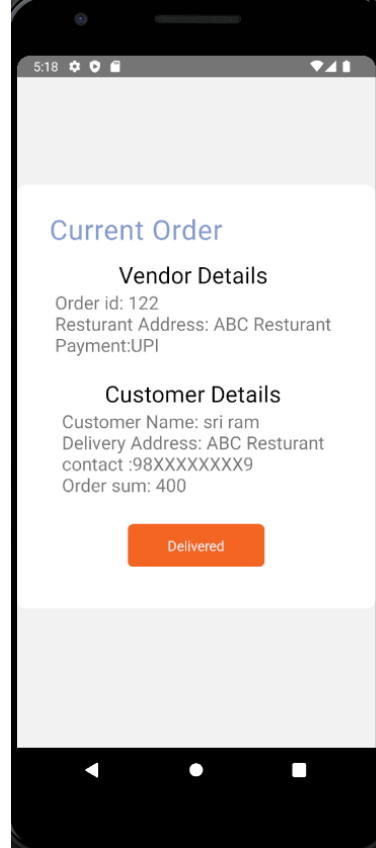 5:18
Current Order
Vendor Details
Order id: 122
Resturant Address: ABC Resturant
Payment:UPI
Customer Details
Customer Name: sri ram
Delivery Address: ABC Resturant
contact :98XXXXXXXX9
Order sum: 400
Delivered